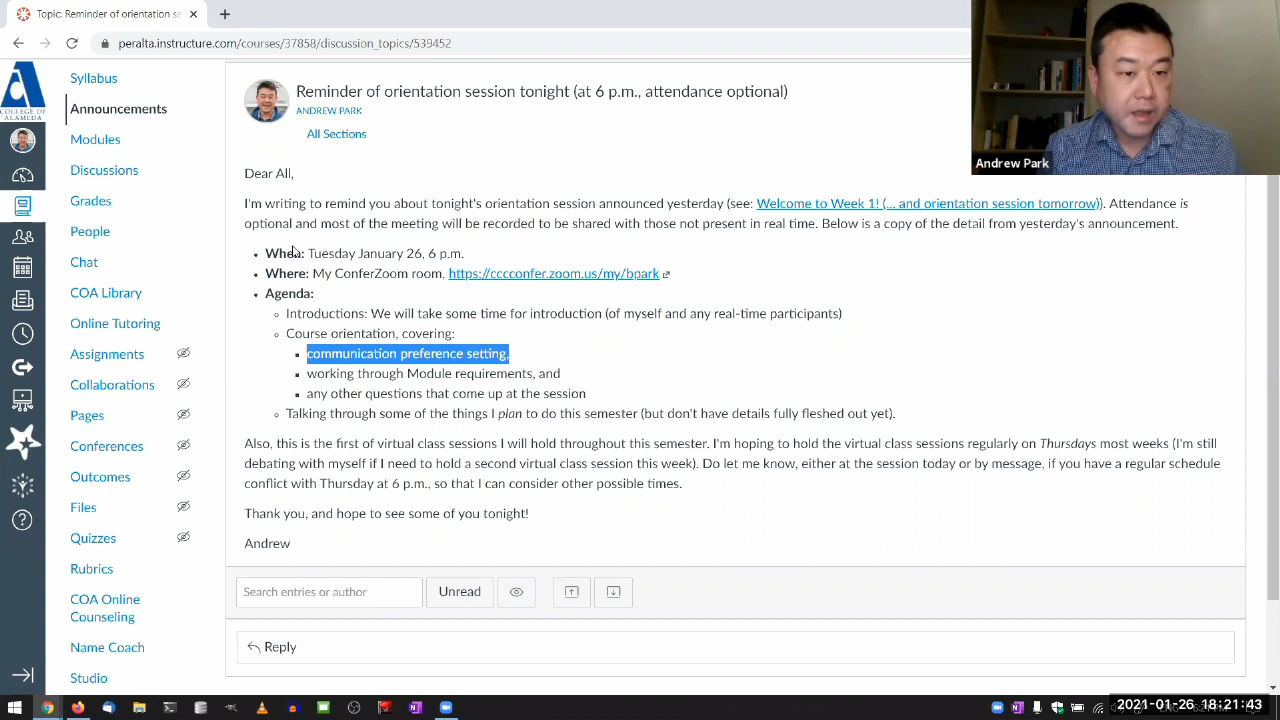 Topic: Reminder of orientation se
peralta.instructure.com/courses/37858/discussion_topics/539452
COLLEGE OF
ALAMEDA
Syllabus
Announcements
Modules
Discussions
Grades
People
Chat
COA Library
Online Tutoring
Assignments
Collaborations
Pages
Conferences
Outcomes
Files
Quizzes
Rubrics
COA Online
Counseling
Name Coach
Studio
Reminder of orientation session tonight (at 6 p.m., attendance optional)
ANDREW PARK
All Sections
Dear All,
I'm writing to remind you about tonight's orientation session announced yesterday (see: Welcome to Week 1! (... and orientation session tomorrow)). Attendance is
optional and most of the meeting will be recorded to be shared with those not present in real time. Below is a copy of the detail from yesterday's announcement.
When: Tuesday January 26, 6 p.m.
Where: My ConferZoom room, https://cccconfer.zoom.us/my/bpark
Agenda:
Introductions: We will take some time for introduction (of myself and any real-time participants)
Course orientation, covering:
communication preference setting,
working through Module requirements, and
any other questions that come up at the session
Talking through some of the things I plan to do this semester (but don't have details fully fleshed out yet).
Also, this is the first of virtual class sessions I will hold throughout this semester. I'm hoping to hold the virtual class sessions regularly on Thursdays most weeks (I'm still
debating with myself if I need to hold a second virtual class session this week). Do let me know, either at the session today or by message, if you have a regular schedule
conflict with Thursday at 6 p.m., so that I can consider other possible times.
Thank you, and hope to see some of you tonight!
Andrew
Search entries or author
Unread
Reply
Andrew Park
2021-01-26 18:21:43